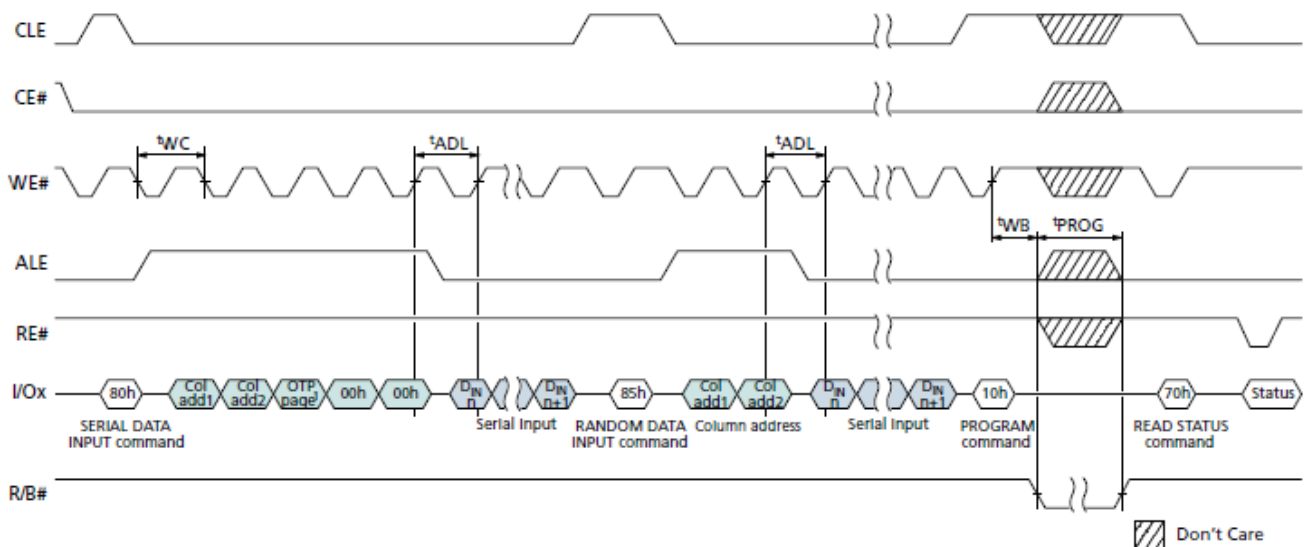 CLE
CE#
tWC
tADL
tADL
WE#
tWB
tPROG
ALE
RE#
I/Ox
80h
Col add1
Col add2
OTP page1
00h
00h
DIN n
DIN n+1
85h
Col add1
Col add2
DIN n
DIN n+1
10h
70h
Status
SERIAL DATA
INPUT command
Serial Input
RANDOM DATA
INPUT command
Column address
Serial Input
PROGRAM
command
READ STATUS
command
R/B#
Don't Care